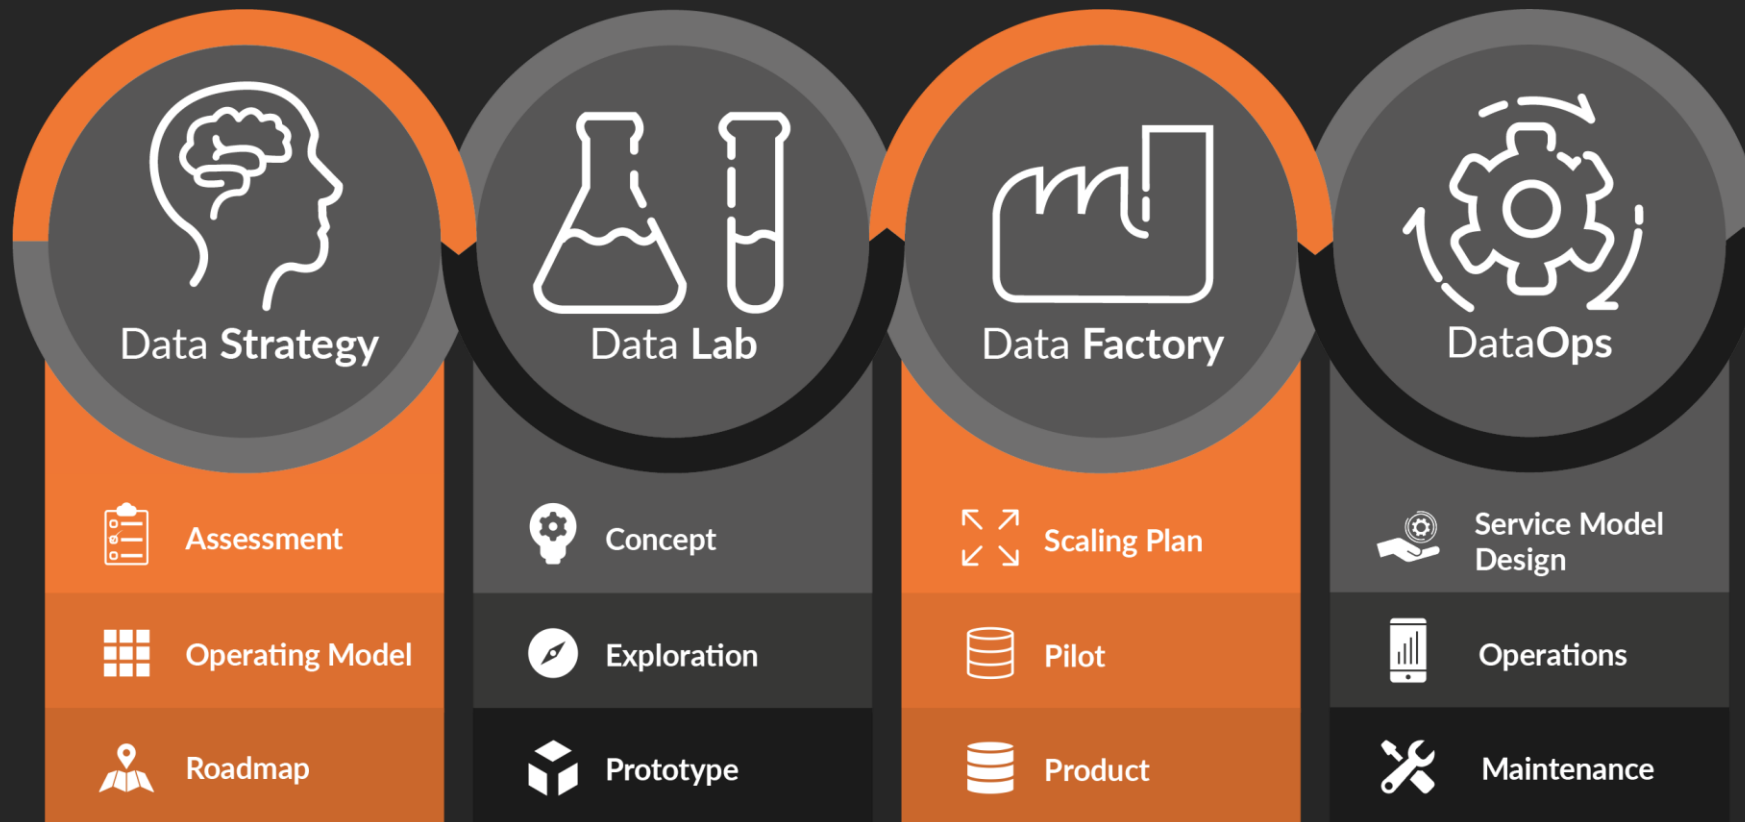 Data Strategy
Assessment
Operating Model
Roadmap
Data Lab
Concept
Exploration
Prototype
Data Factory
Scaling Plan
Pilot
Product
DataOps
Service Model
Design
Operations
Maintenance